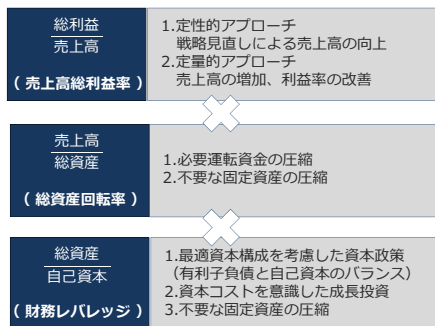 総利益
売上高
( 売上高総利益率 )
1.定性的アプローチ
戦略見直しによる売上高の向上
2.定量的アプローチ
売上高の増加、利益率の改善
売上高
総資産
( 総資産回転率 )
1.必要運転資金の圧縮
2.不要な固定資産の圧縮
総資産
自己資本
( 財務レバレッジ )
1.最適資本構成を考慮した資本政策
（有利子負債と自己資本のバランス）
2.資本コストを意識した成長投資
3.不要な固定資産の圧縮